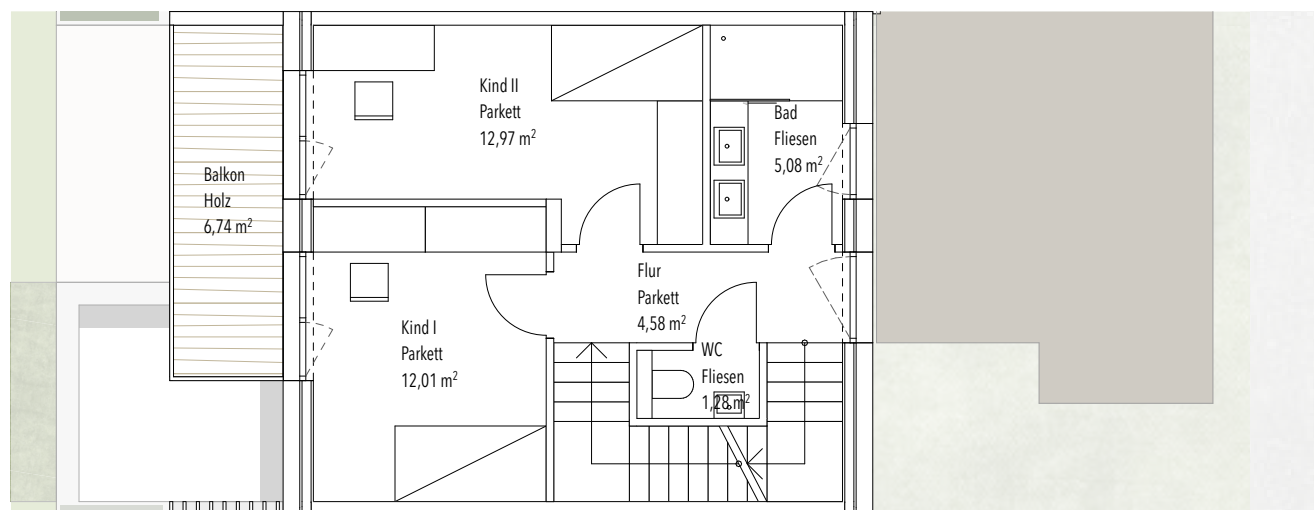 Kind II
Parkett
12,97 m²
Bad
Fliesen
5,08 m²
Balkon
Holz
6,74 m²
Flur
Parkett
4,58 m²
Kind I
Parkett
12,01 m²
WC
Fliesen
1,28 m²